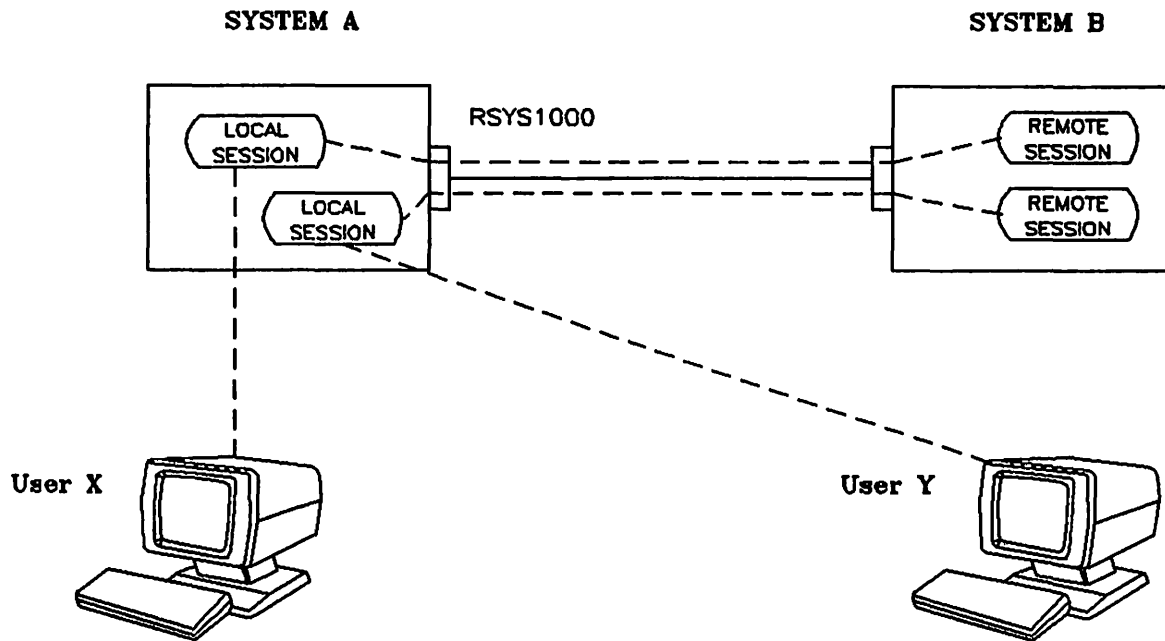 SYSTEM A
SYSTEM B
RSYS1000
LOCAL
SESSION
LOCAL
SESSION
REMOTE
SESSION
REMOTE
SESSION
User X
User Y